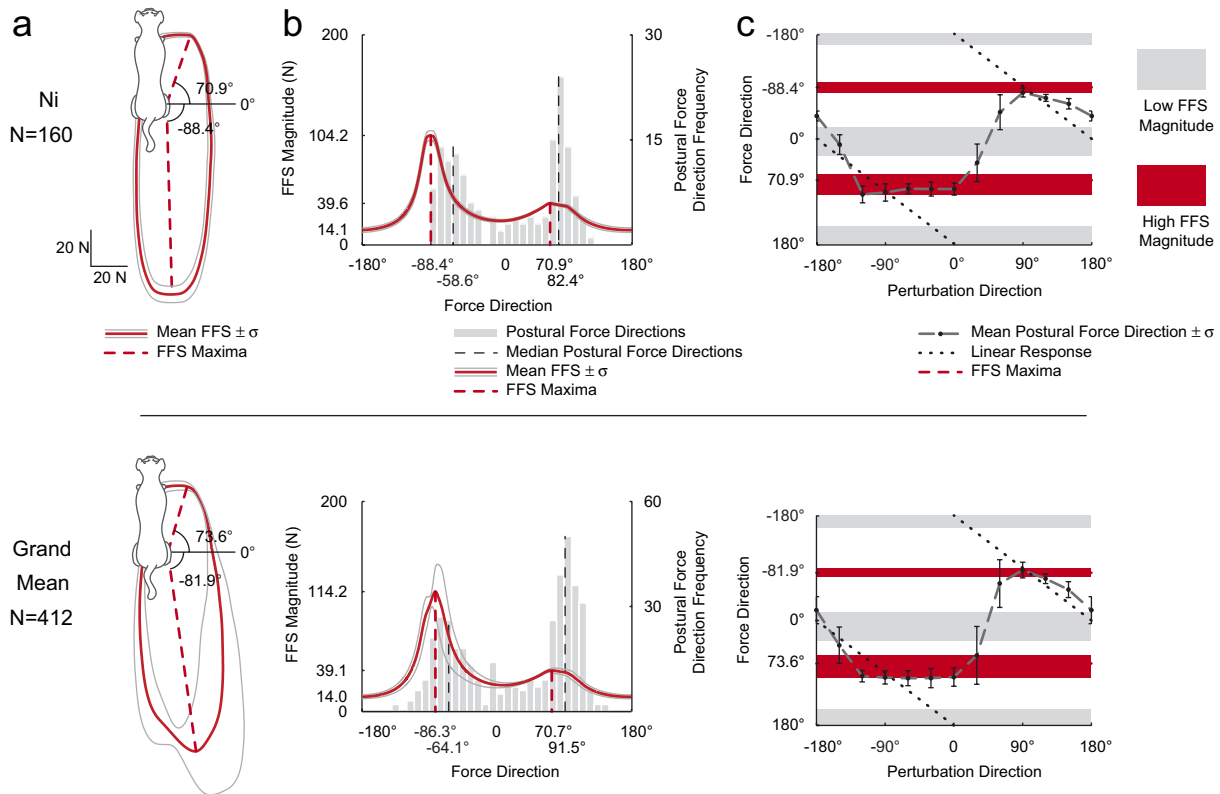 a
b
c
Ni
N=160
70.9°
0°
-88.4°
20 N
20 N
Mean FFS ± σ
FFS Maxima
FFS Magnitude (N)
200
104.2
39.6
14.1
0
30
15
0
Postural Force
Direction Frequency
-180°
-88.4°
-58.6°
0
70.9°
82.4°
180°
Force Direction
Postural Force Directions
Median Postural Force Directions
Mean FFS ± σ
FFS Maxima
Force Direction
-180°
-88.4°
0°
70.9°
180°
-180°
-90°
0
90°
180°
Perturbation Direction
Low FFS
Magnitude
High FFS
Magnitude
Mean Postural Force Direction ± σ
Linear Response
FFS Maxima
Grand
Mean
N=412
73.6°
0°
-81.9°
FFS Magnitude (N)
200
114.2
39.1
14.0
0
60
30
0
Postural Force
Direction Frequency
-180°
-86.3°
-64.1°
0
70.7°
91.5°
180°
Force Direction
Force Direction
-180°
-81.9°
0°
73.6°
180°
-180°
-90°
0
90°
180°
Perturbation Direction